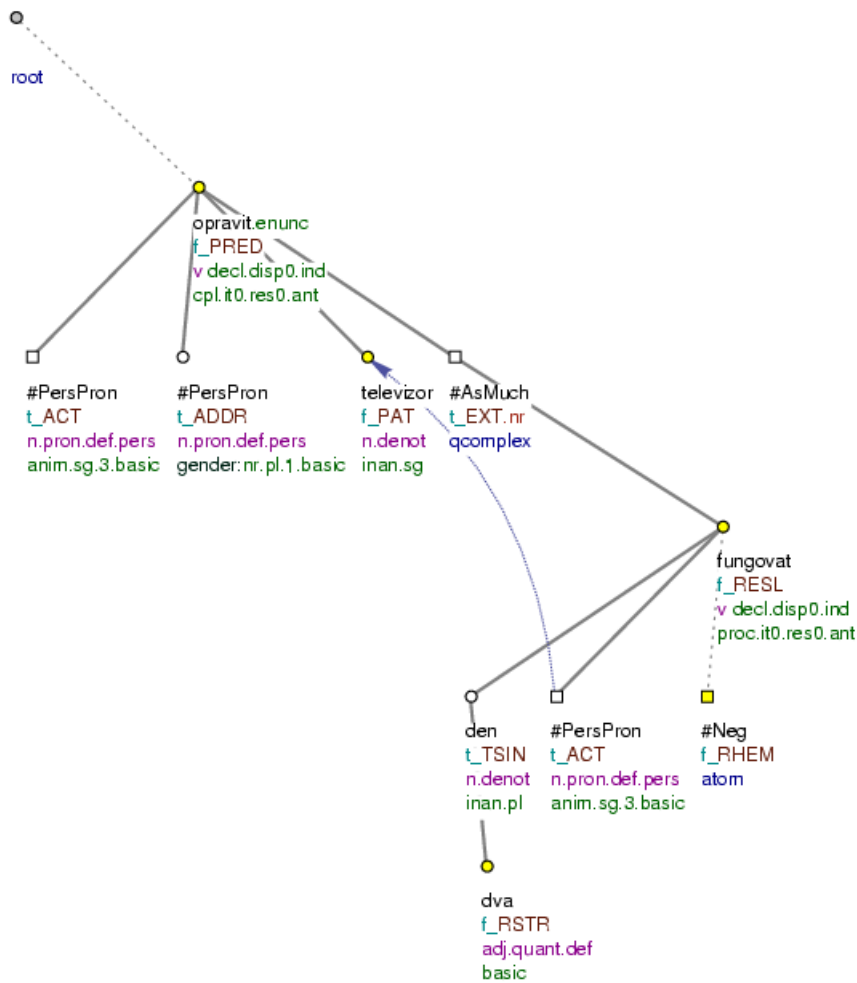 root
opravit.enunc
f_PRED
v decl.disp0.ind
cpl.it0.res0.ant
#PersPron
t_ACT
n.pron.def.pers
anim.sg.3.basic
#PersPron
t_ADDR
n.pron.def.pers
gender:nr.pl.1.basic
televizor
f_PAT
n.denot
inan.sg
#AsMuch
t_EXT.nr
qcomplex
fungovat
f_RESL
v decl.disp0.ind
proc.it0.res0.ant
den
t_TSIN
n.denot
inan.pl
#PersPron
t_ACT
n.pron.def.pers
anim.sg.3.basic
#Neg
f_RHEM
atom
dva
f_RSTR
adj.quant.def
basic